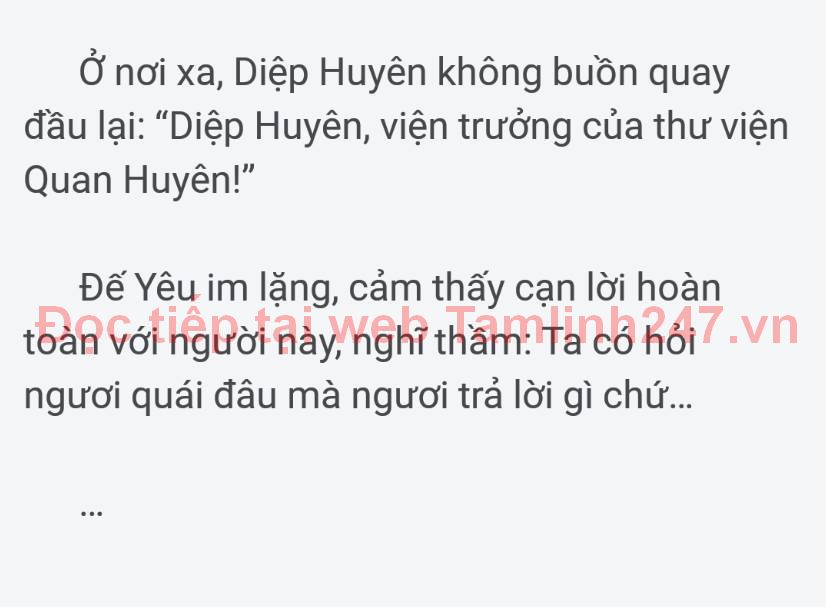 Ở nơi xa, Diệp Huyên không buồn quay
đầu lại: “Diệp Huyên, viện trưởng của thư viện
Quan Huyên!”
Đế Yêu im lặng, cảm thấy cạn lời hoàn
Đọc tiếp tại web Tamlinh247.vn
toàn với người này, nghĩ thầm: Ta có hỏi
ngươi quái đâu mà ngươi trả lời gì chứ...
...